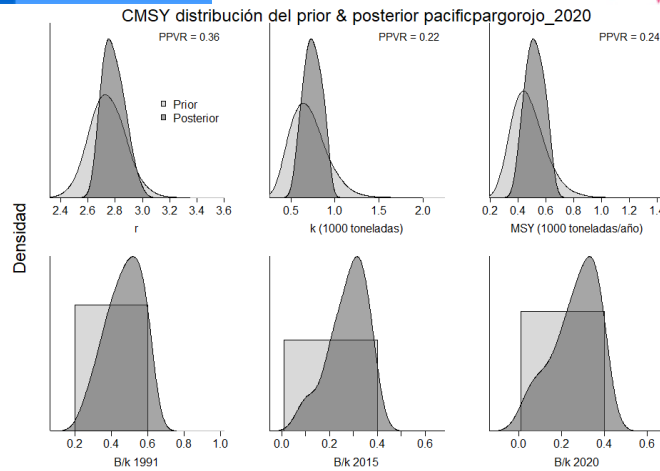 CMSY distribución del prior & posterior pacificpargorojo_2020
PPVR = 0.36
PPVR = 0.22
PPVR = 0.24
Prior
Posterior
2.4 2.6 2.8 3.0 3.2 3.4 3.6
0.5 1.0 1.5 2.0
0.2 0.4 0.6 0.8 1.0 1.2 1.4
r
k (1000 toneladas)
MSY (1000 toneladas/año)
Densidad
0.2 0.4 0.6 0.8 1.0
0.0 0.2 0.4 0.6
0.0 0.2 0.4 0.6
B/k 1991
B/k 2015
B/k 2020